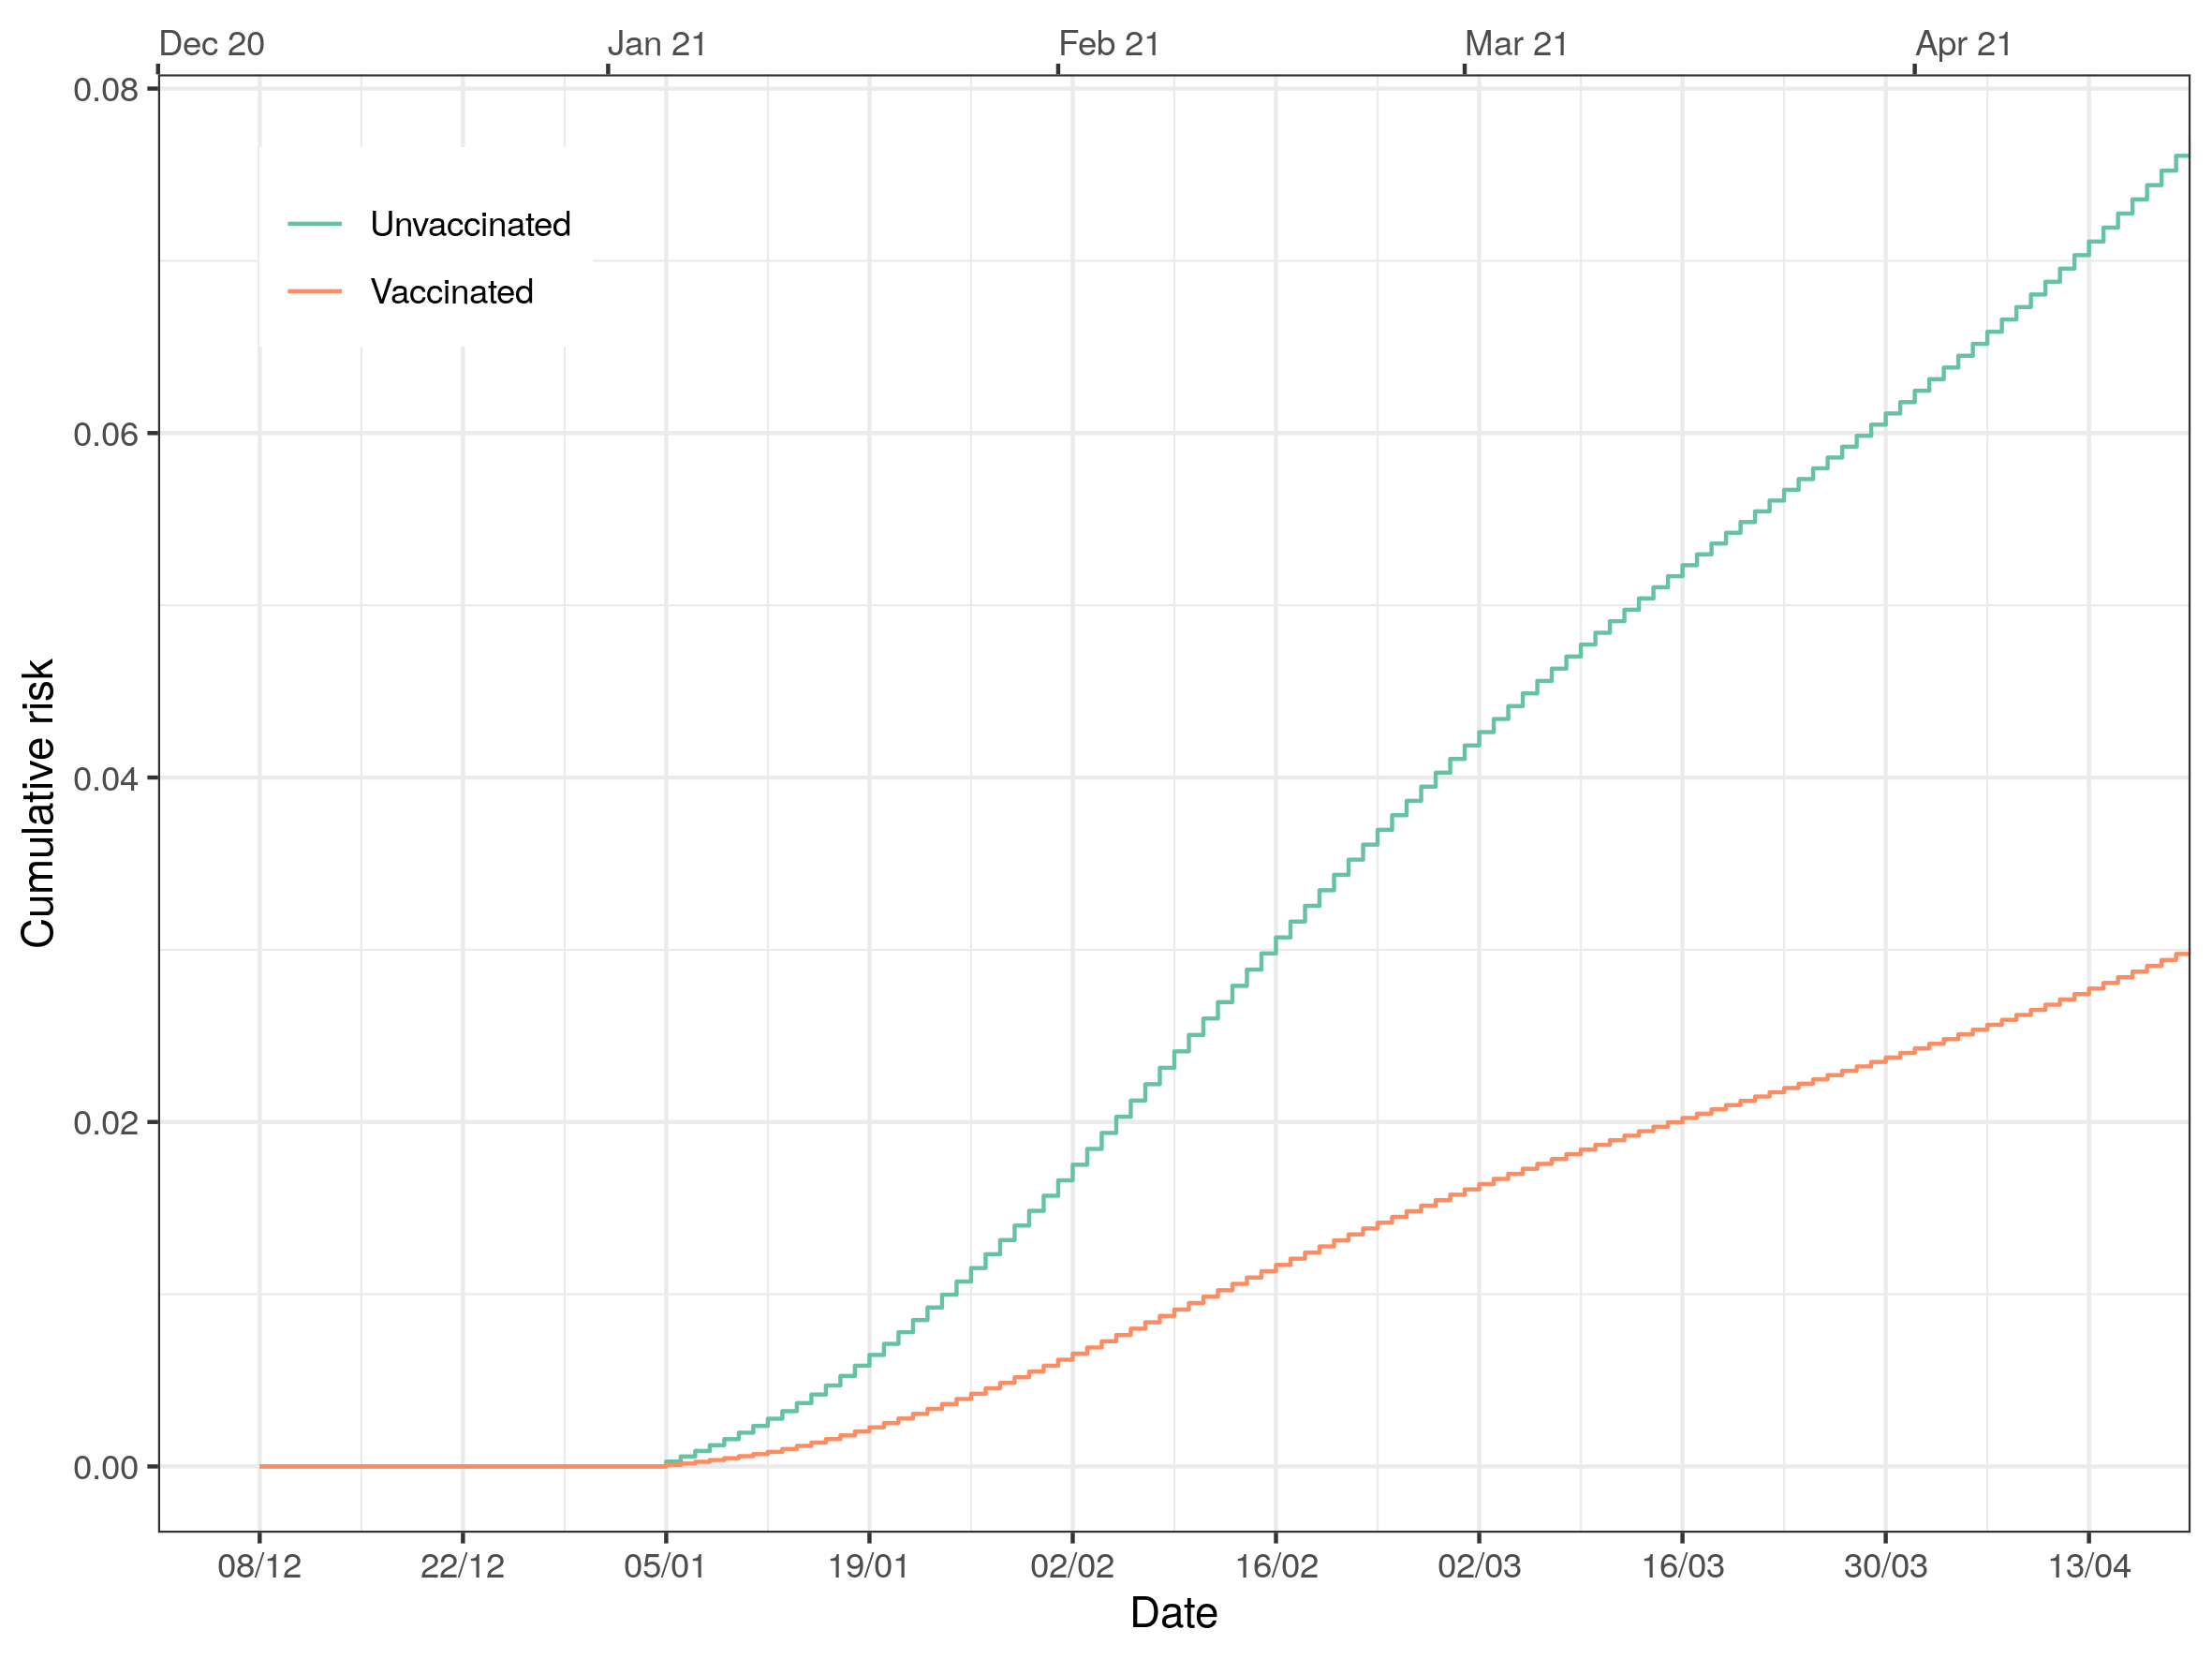 Dec 20 Jan 21 Feb 21 Mar 21 Apr 21
0.08
Unvaccinated
Vaccinated
0.06
Cumulative risk
0.04
0.02
0.00
08/12 22/12 05/01 19/01 02/02 16/02 02/03 16/03 30/03 13/04
Date